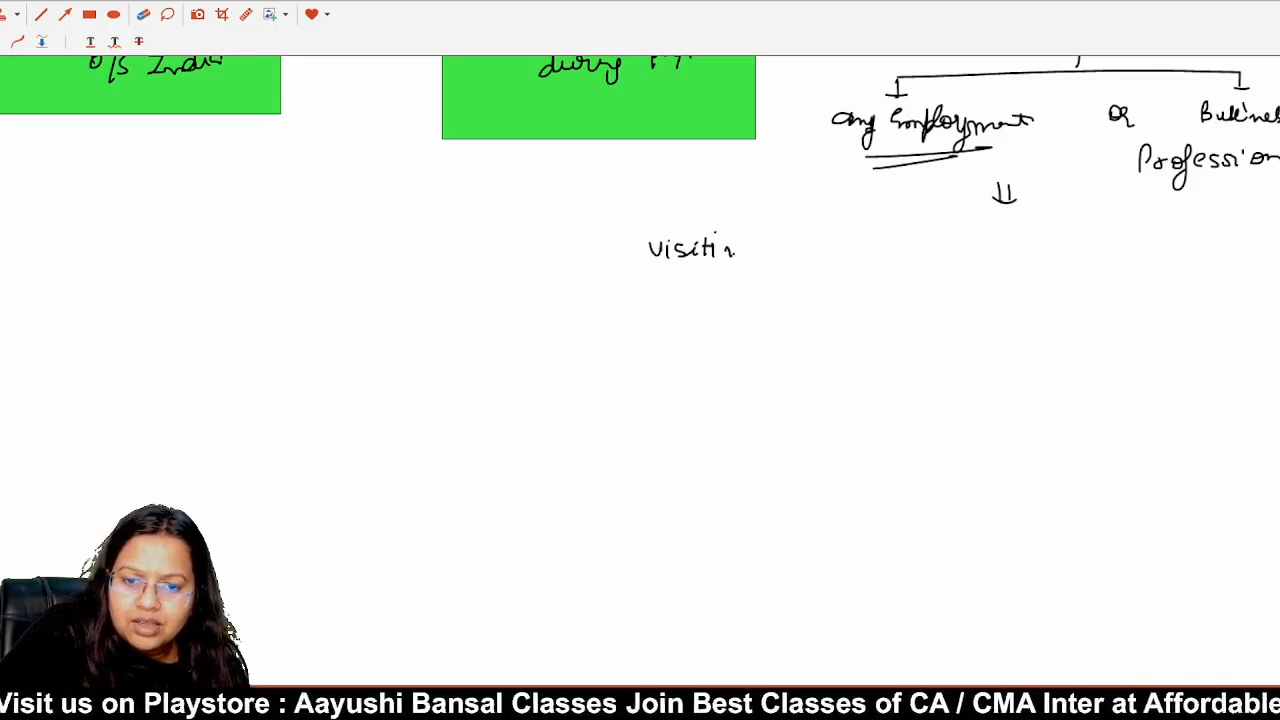 o/s India
during
any Employment or Busines
Profession
visitin
Visit us on Playstore : Aayushi Bansal Classes Join Best Classes of CA / CMA Inter at Affordable